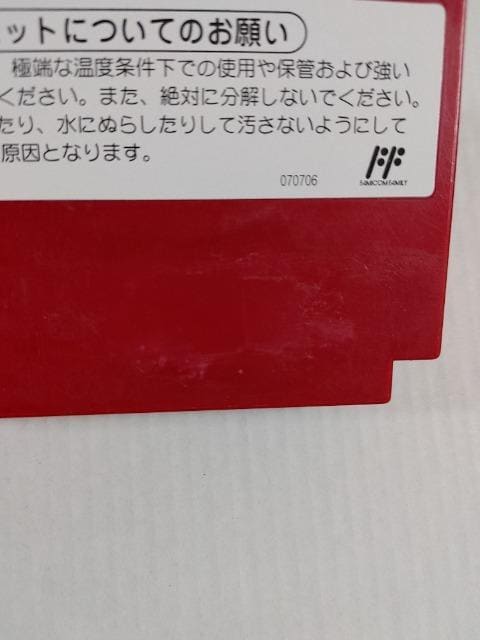 ットについてのお願い
極端な温度条件下での使用や保管および強い
ください。また、絶対に分解しないでください。
たり、水にぬらしたりして汚さないようにして
原因となります。
070706
FAMICOM FAMILY